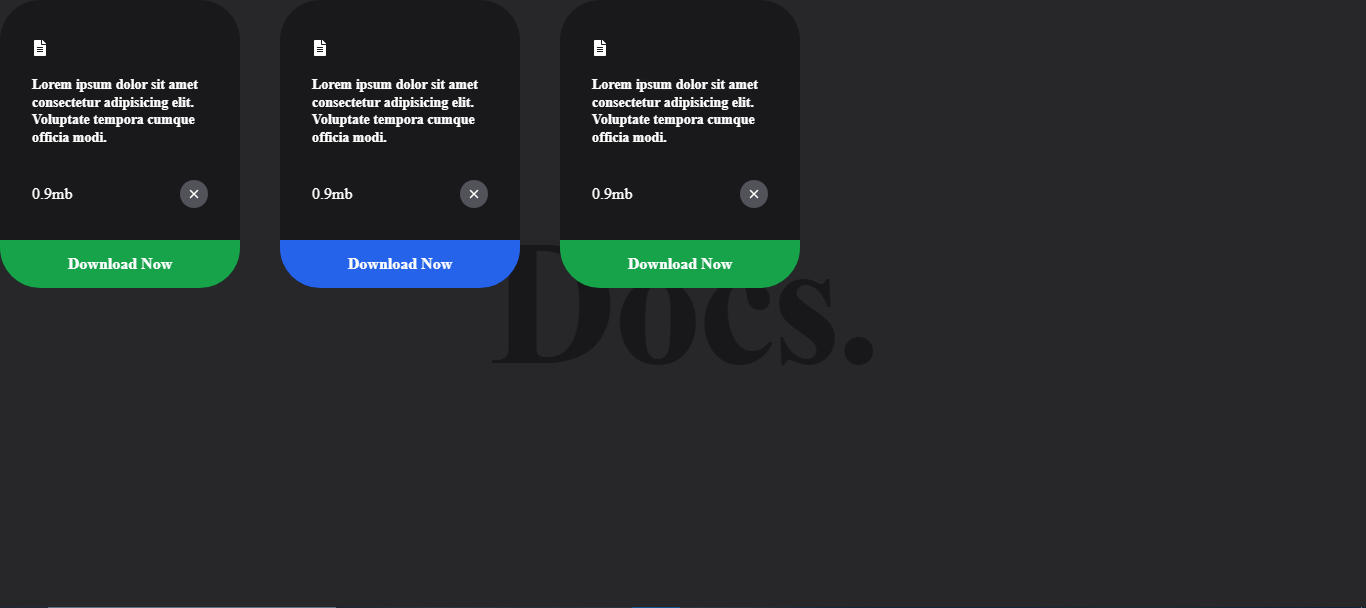 Lorem ipsum dolor sit amet
consectetur adipisicing elit.
Voluptate tempora cumque
officia modi.
0.9mb
Download Now
Lorem ipsum dolor sit amet
consectetur adipisicing elit.
Voluptate tempora cumque
officia modi.
0.9mb
Download Now
Lorem ipsum dolor sit amet
consectetur adipisicing elit.
Voluptate tempora cumque
officia modi.
0.9mb
Download Now
Docs.